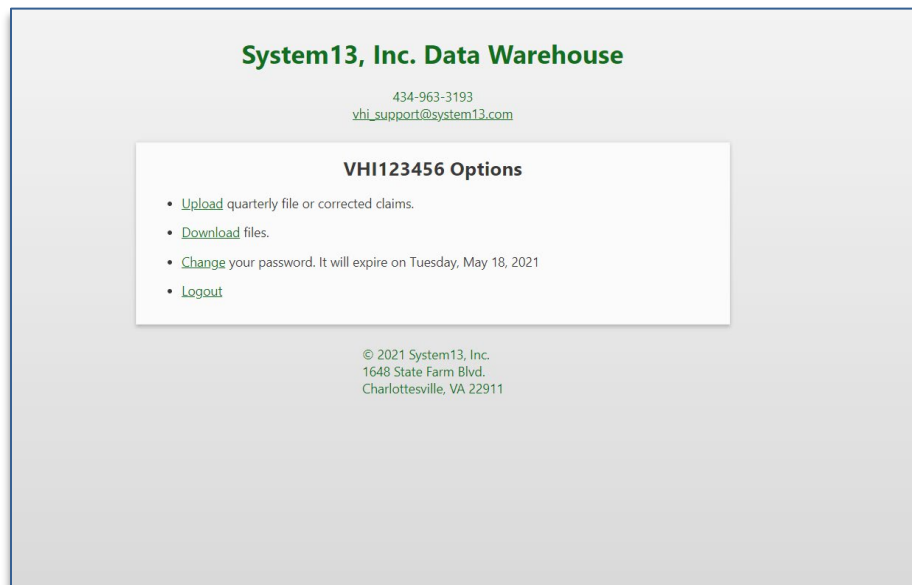 System13, Inc. Data Warehouse
434-963-3193
vhi_support@system13.com
VHI123456 Options
• Upload quarterly file or corrected claims.
• Download files.
• Change your password. It will expire on Tuesday, May 18, 2021
• Logout
© 2021 System13, Inc.
1648 State Farm Blvd.
Charlottesville, VA 22911